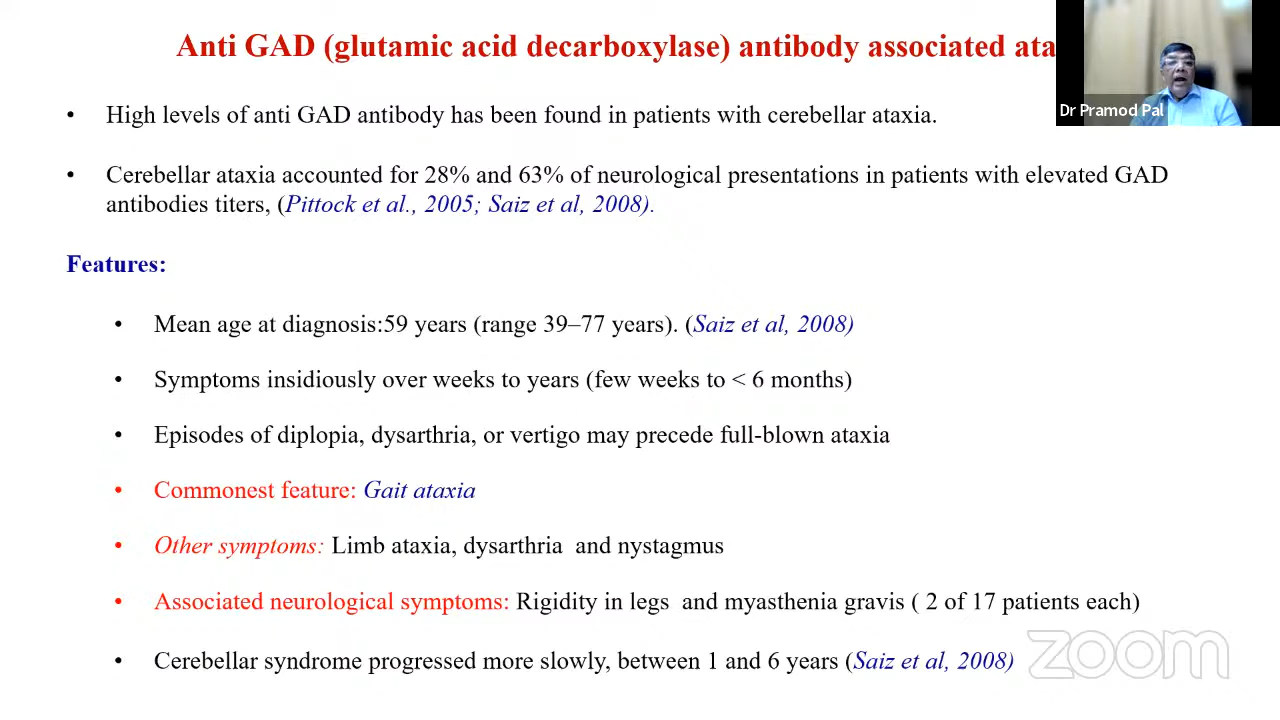 Anti GAD (glutamic acid decarboxylase) antibody associated ata
Dr Pramod Pal
• High levels of anti GAD antibody has been found in patients with cerebellar ataxia.
• Cerebellar ataxia accounted for 28% and 63% of neurological presentations in patients with elevated GAD
antibodies titers, (Pittock et al., 2005; Saiz et al, 2008).
Features:
• Mean age at diagnosis:59 years (range 39–77 years). (Saiz et al, 2008)
• Symptoms insidiously over weeks to years (few weeks to < 6 months)
• Episodes of diplopia, dysarthria, or vertigo may precede full-blown ataxia
• Commonest feature: Gait ataxia
• Other symptoms: Limb ataxia, dysarthria and nystagmus
• Associated neurological symptoms: Rigidity in legs and myasthenia gravis ( 2 of 17 patients each)
• Cerebellar syndrome progressed more slowly, between 1 and 6 years (Saiz et al, 2008)
zoom